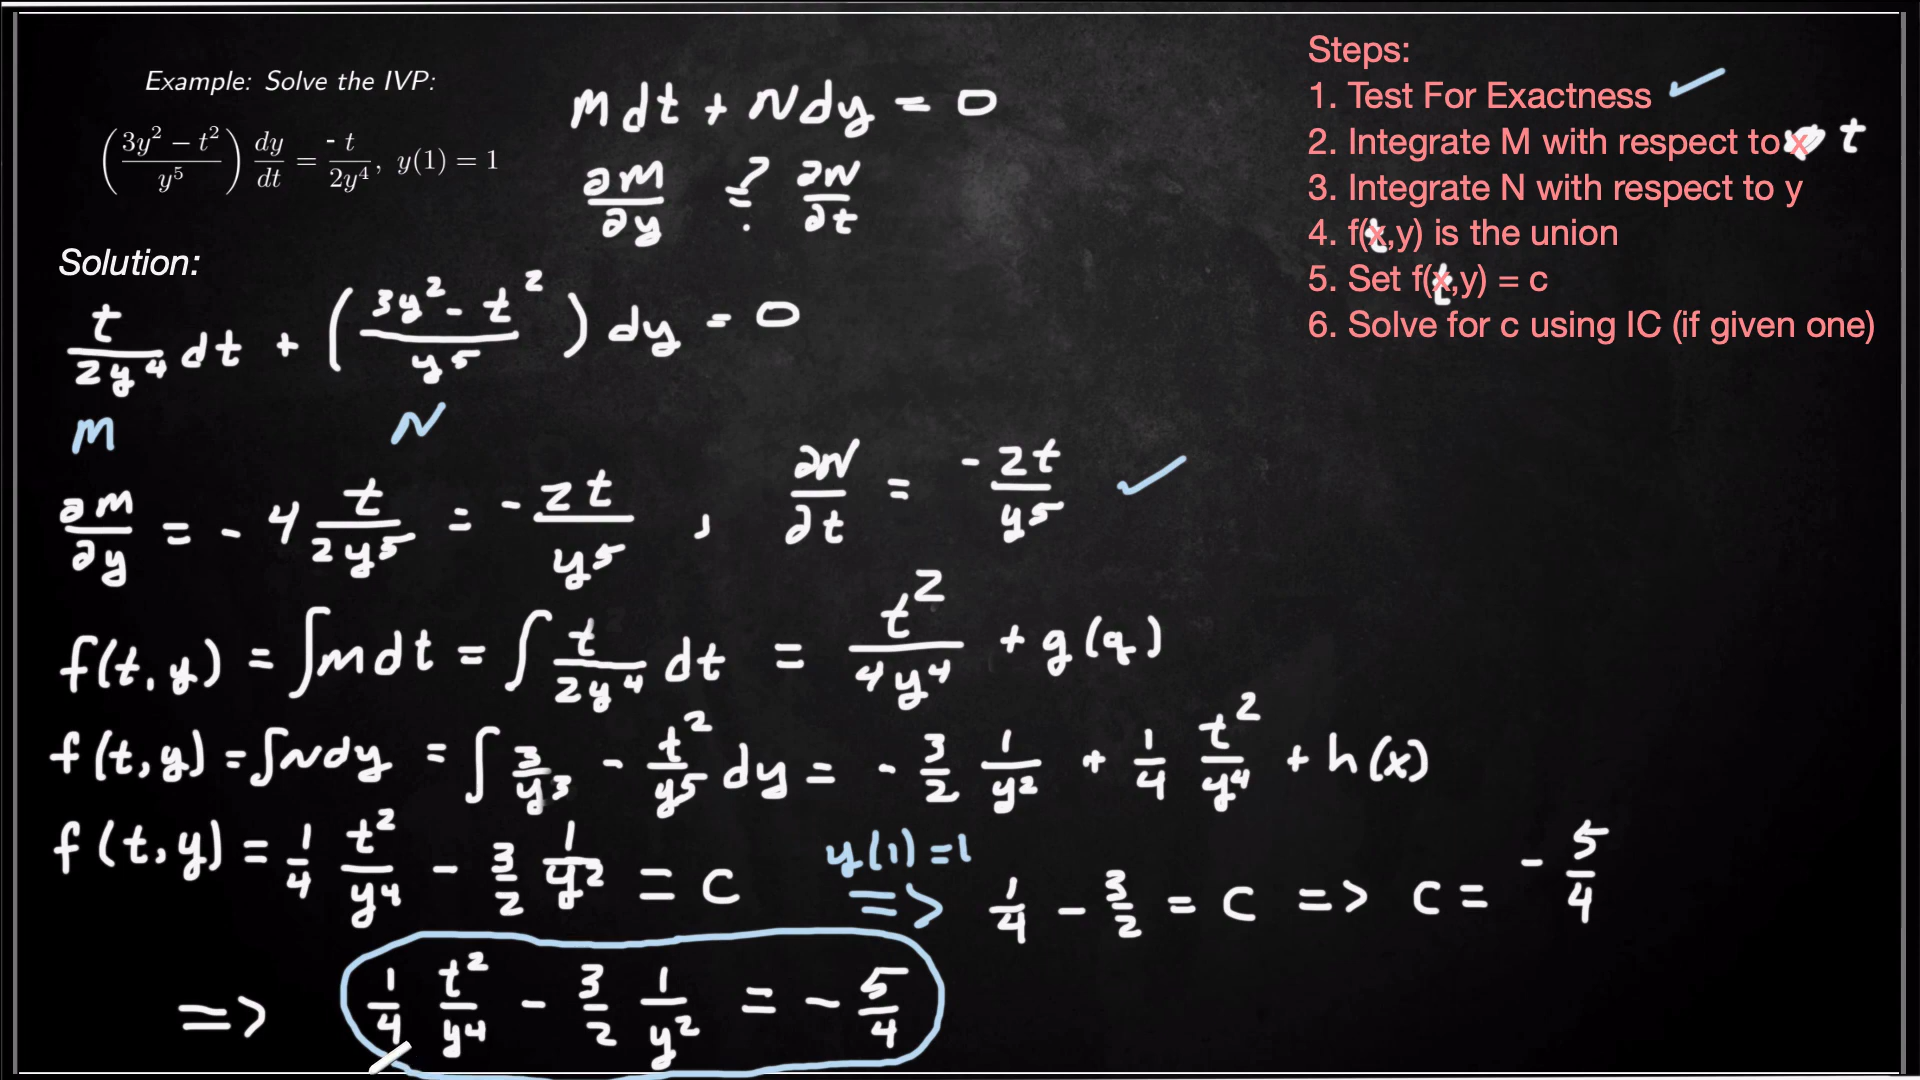 Example: Solve the IVP:
((3y² − t²)/y⁵) dy/dt = -t/(2y⁴), y(1) = 1
Mdt + Ndy = 0
∂M/∂y =? ∂N/∂t
Steps:
1. Test For Exactness ✓
2. Integrate M with respect to x t
3. Integrate N with respect to y
4. f(t,y) is the union
5. Set f(t,y) = c
6. Solve for c using IC (if given one)
Solution:
t/(2y⁴) dt + ((3y² - t²)/y⁵) dy = 0
M N
∂M/∂y = -4 t/(2y⁵) = -2t/y⁵ , ∂N/∂t = -2t/y⁵ ✓
f(t,y) = ∫Mdt = ∫ t/(2y⁴) dt = t²/(4y⁴) + g(y)
f(t,y) = ∫Ndy = ∫ 3/y³ - t²/y⁵ dy = - 3/2 1/y² + 1/4 t²/y⁴ + h(x)
f(t,y) = 1/4 t²/y⁴ - 3/2 1/y² = C y(1)=1 => 1/4 - 3/2 = C => C = -5/4
=> 1/4 t²/y⁴ - 3/2 1/y² = -5/4